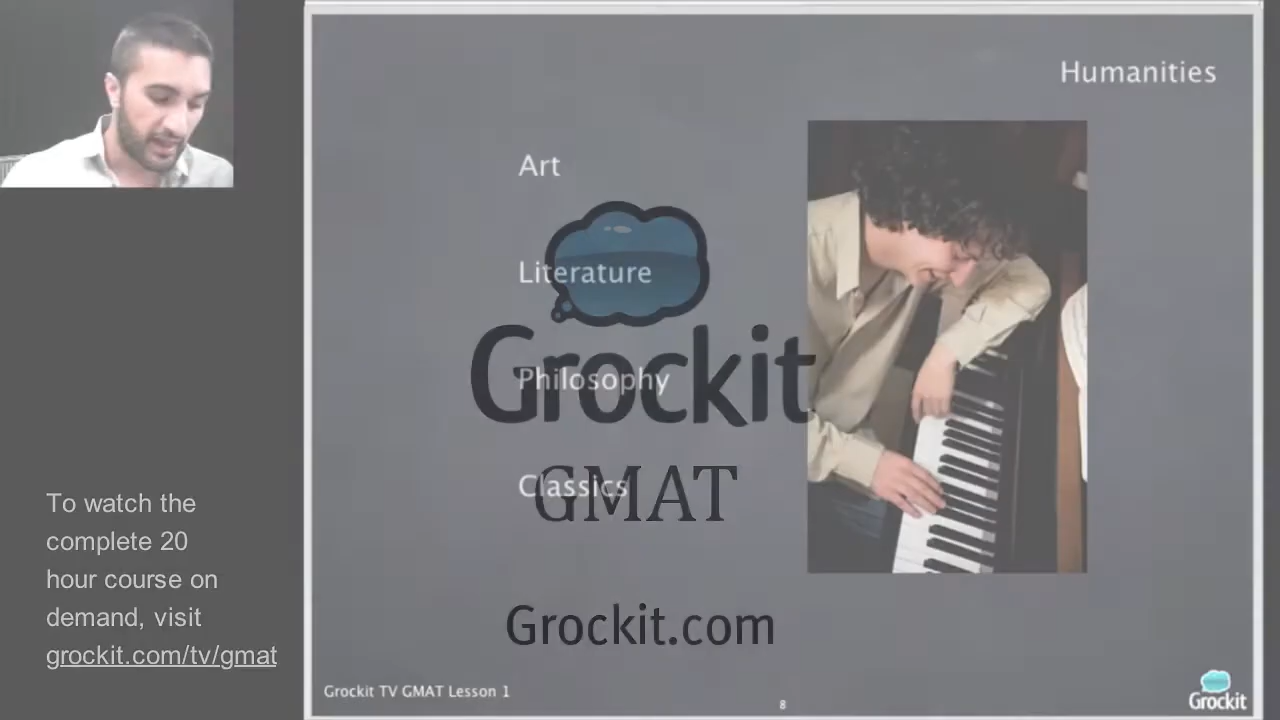 Humanities
Art
Literature
Philosophy
Classics
Grockit
GMAT
Grockit.com
To watch the
complete 20
hour course on
demand, visit
grockit.com/tv/gmat
Grockit TV GMAT Lesson 1
8
Grockit